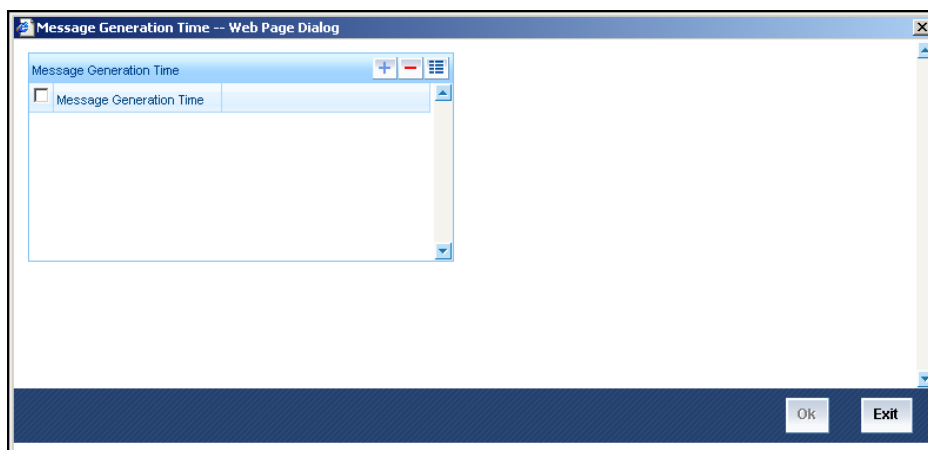 Message Generation Time -- Web Page Dialog
Message Generation Time
Message Generation Time
Ok
Exit